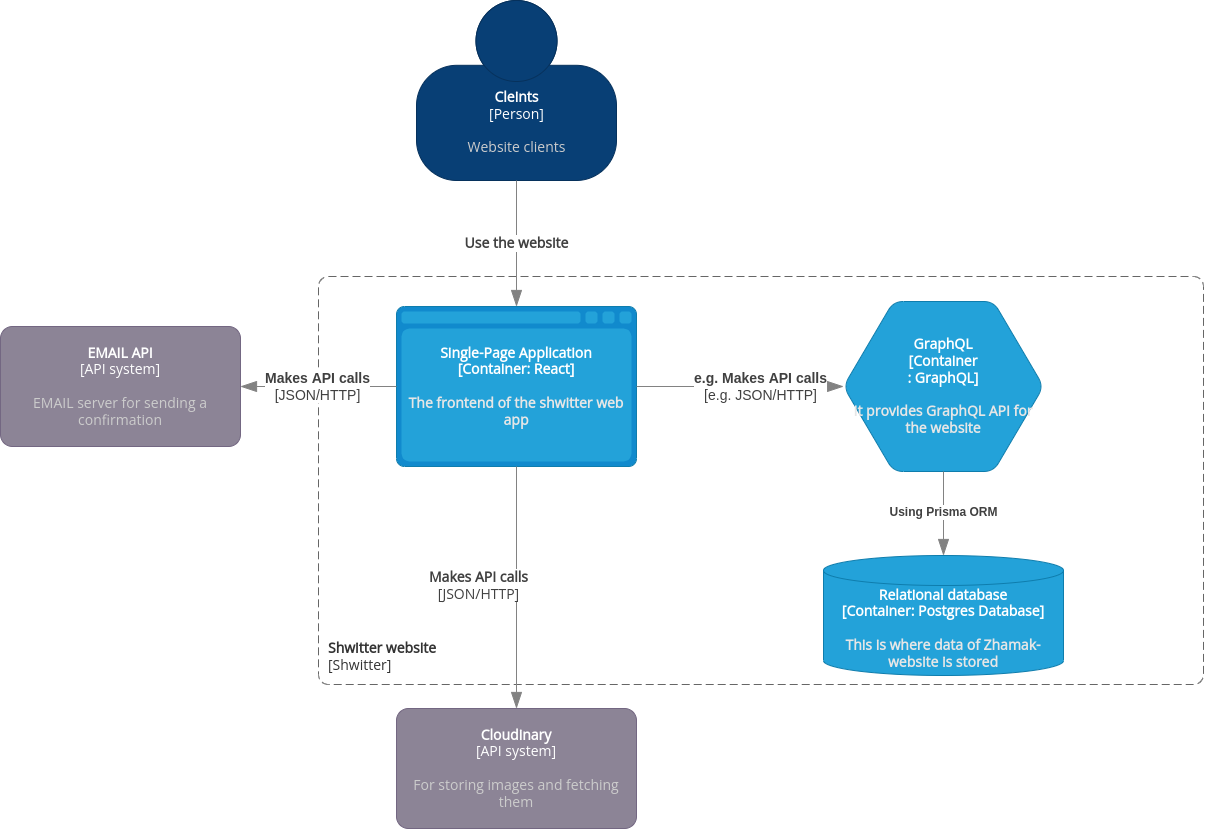 Cleints
[Person]
Website clients
Use the website
EMAIL API
[API system]
EMAIL server for sending a
confirmation
Makes API calls
[JSON/HTTP]
Single-Page Application
[Container: React]
The frontend of the shwitter web
app
e.g. Makes API calls
[e.g. JSON/HTTP]
GraphQL
[Container
: GraphQL]
It provides GraphQL API for
the website
Using Prisma ORM
Makes API calls
[JSON/HTTP]
Relational database
[Container: Postgres Database]
This is where data of Zhamak-
website is stored
Shwitter website
[Shwitter]
Cloudinary
[API system]
For storing images and fetching
them